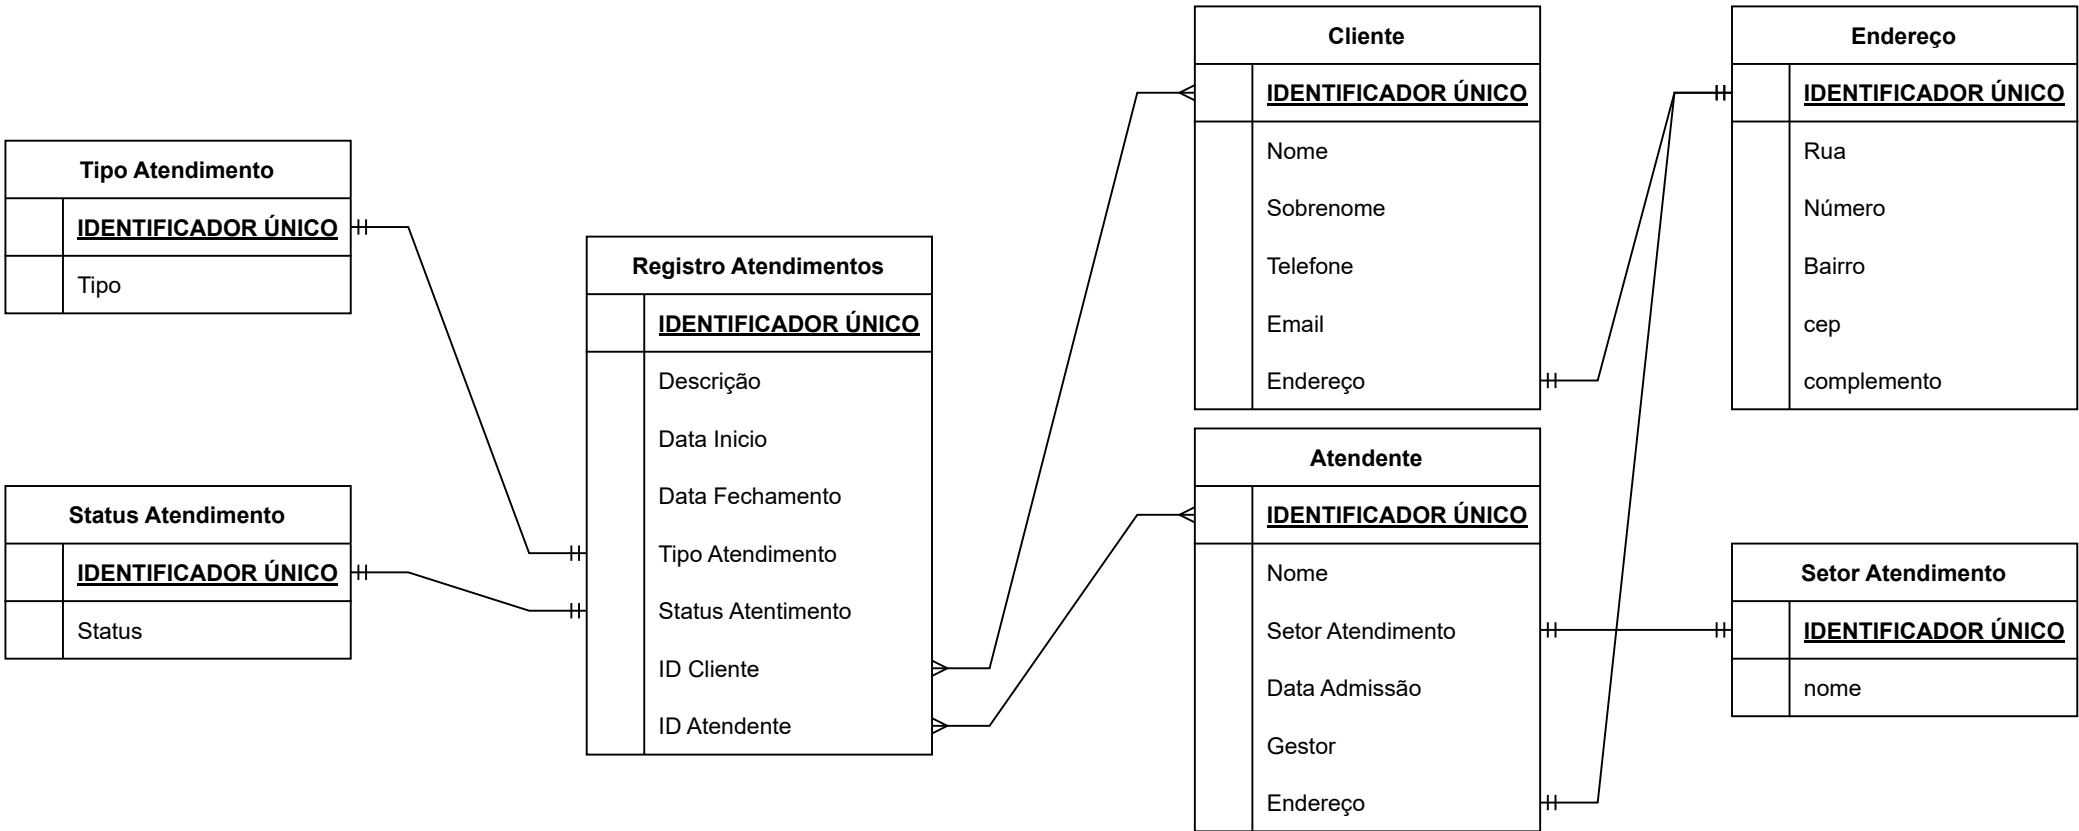 Tipo Atendimento
IDENTIFICADOR ÚNICO
Tipo
Status Atendimento
IDENTIFICADOR ÚNICO
Status
Registro Atendimentos
IDENTIFICADOR ÚNICO
Descrição
Data Inicio
Data Fechamento
Tipo Atendimento
Status Atentimento
ID Cliente
ID Atendente
Cliente
IDENTIFICADOR ÚNICO
Nome
Sobrenome
Telefone
Email
Endereço
Atendente
IDENTIFICADOR ÚNICO
Nome
Setor Atendimento
Data Admissão
Gestor
Endereço
Endereço
IDENTIFICADOR ÚNICO
Rua
Número
Bairro
cep
complemento
Setor Atendimento
IDENTIFICADOR ÚNICO
nome